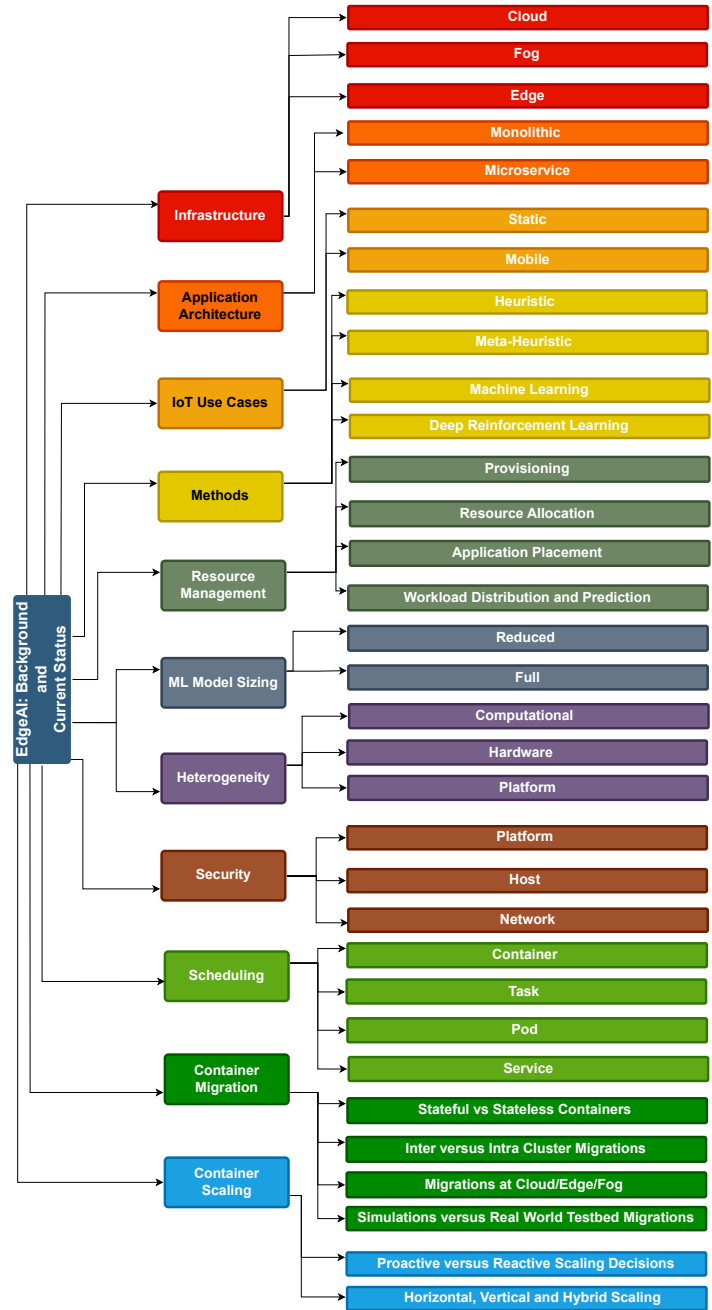 EdgeAI: Background
and
Current Status
Infrastructure
Cloud
Fog
Edge
Application
Architecture
Monolithic
Microservice
IoT Use Cases
Static
Mobile
Methods
Heuristic
Meta-Heuristic
Machine Learning
Deep Reinforcement Learning
Resource
Management
Provisioning
Resource Allocation
Application Placement
Workload Distribution and Prediction
ML Model Sizing
Reduced
Full
Heterogeneity
Computational
Hardware
Platform
Security
Platform
Host
Network
Scheduling
Container
Task
Pod
Service
Container
Migration
Stateful vs Stateless Containers
Inter versus Intra Cluster Migrations
Migrations at Cloud/Edge/Fog
Simulations versus Real World Testbed Migrations
Container
Scaling
Proactive versus Reactive Scaling Decisions
Horizontal, Vertical and Hybrid Scaling